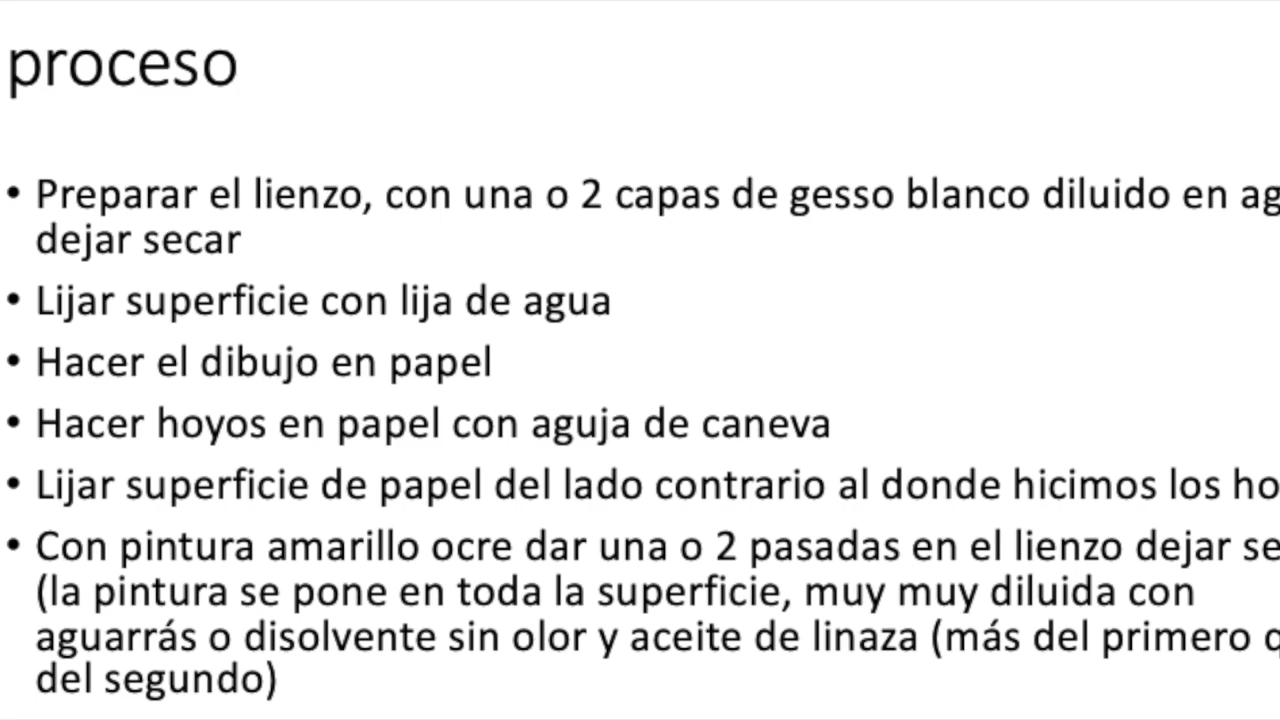 proceso
• Preparar el lienzo, con una o 2 capas de gesso blanco diluido en
dejar secar
• Lijar superficie con lija de agua
• Hacer el dibujo en papel
• Hacer hoyos en papel con aguja de caneva
• Lijar superficie de papel del lado contrario al donde hicimos los
• Con pintura amarillo ocre dar una o 2 pasadas en el lienzo dejar
(la pintura se pone en toda la superficie, muy muy diluida con
aguarrás o disolvente sin olor y aceite de linaza (más del primero
del segundo)